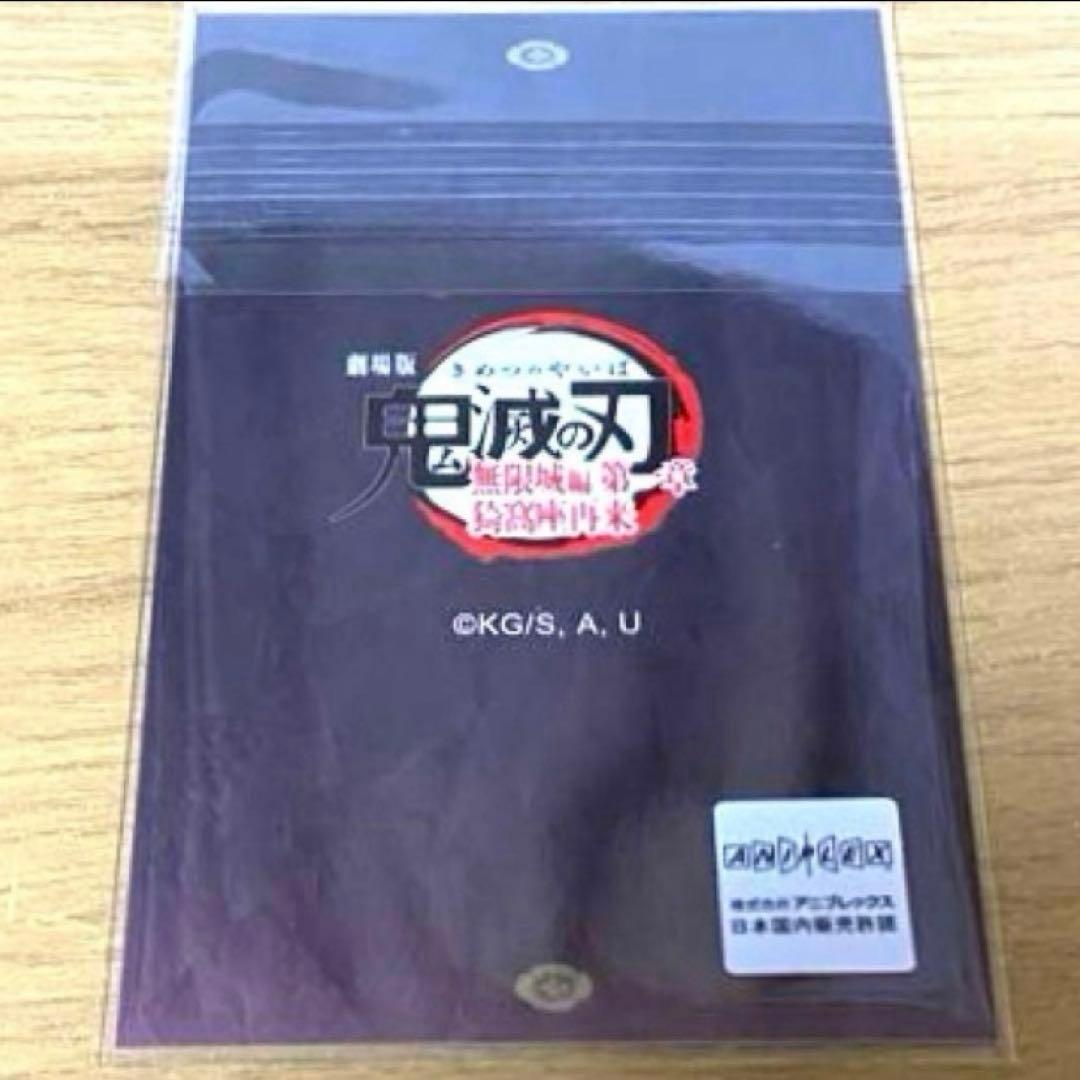 劇場版
きめつのやいば
鬼滅の刃
無限城編 第一章
猗窩座再来
©KG/S, A, U
ANIPLEX
株式会社アニプレックス
日本国内販売許諾